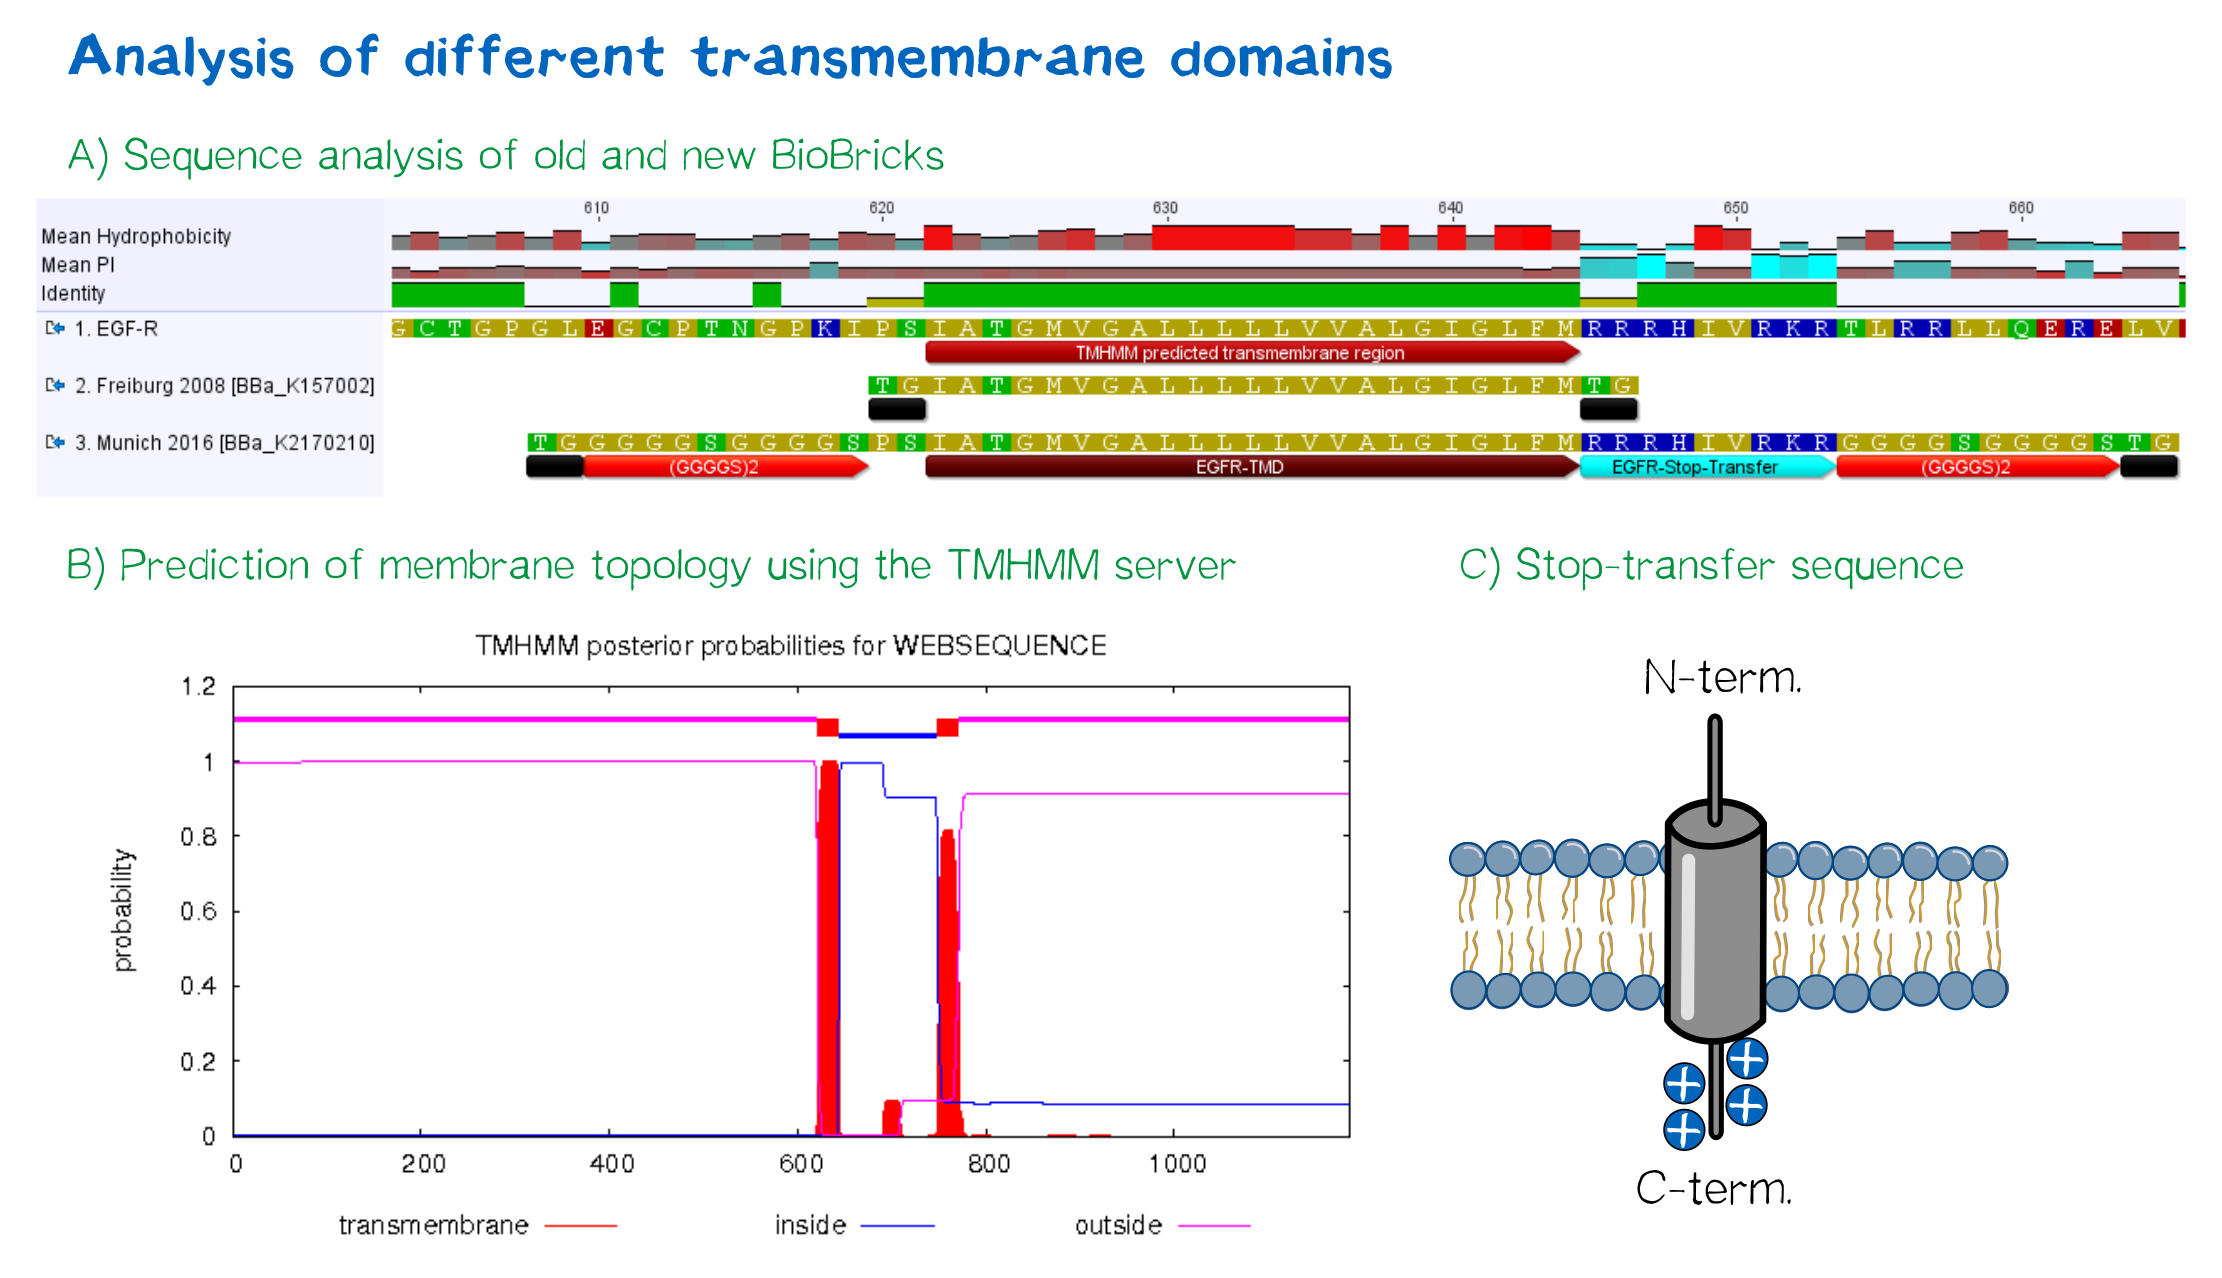 Analysis of different transmembrane domains
A) Sequence analysis of old and new BioBricks
610 620 630 640 650 660
Mean Hydrophobicity
Mean PI
Identity
1. EGF-R GCTGPGLEGCPTNGPKIPSIATGMVGALLLLLVVALGIGLFMRRRHIVRKRTLRRLLQERELV
TMHMM predicted transmembrane region
2. Freiburg 2008 [BBa_K157002] TGIATGMVGALLLLLVVALGIGLFMTG
3. Munich 2016 [BBa_K2170210] TGGGGGSGGGGSPSIATGMVGALLLLLVVALGIGLFMRRRHIVRKRGGGGSGGGGSTG
(GGGGS)2 EGFR-TMD EGFR-Stop-Transfer (GGGGS)2
B) Prediction of membrane topology using the TMHMM server
TMHMM posterior probabilities for WEBSEQUENCE
probability
1.2
1
0.8
0.6
0.4
0.2
0
0 200 400 600 800 1000
transmembrane inside outside
C) Stop-transfer sequence
N-term.
C-term.